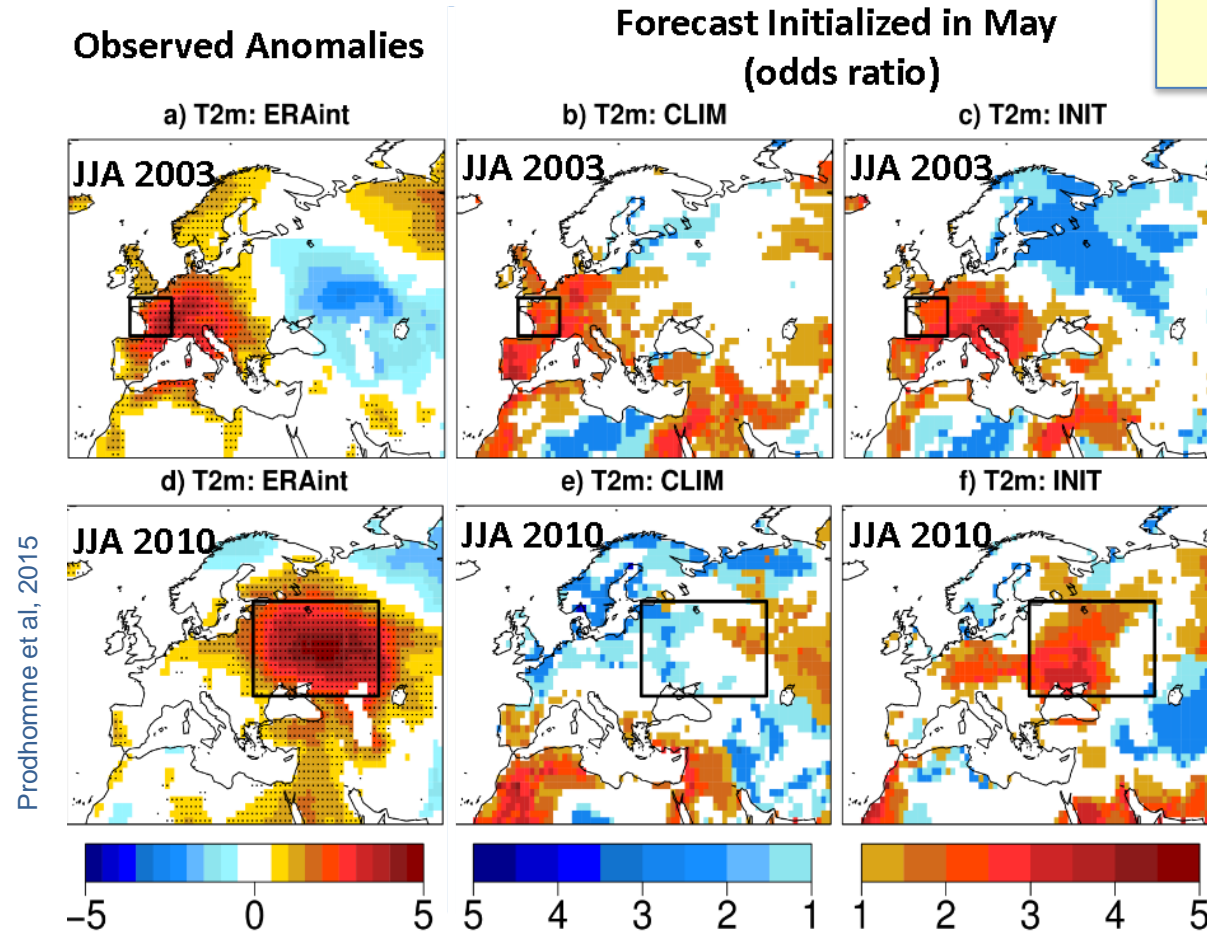 Observed Anomalies
Forecast Initialized in May
(odds ratio)
a) T2m: ERAint
b) T2m: CLIM
c) T2m: INIT
JJA 2003
JJA 2003
JJA 2003
d) T2m: ERAint
e) T2m: CLIM
f) T2m: INIT
JJA 2010
JJA 2010
JJA 2010
Prodhomme et al, 2015
−5 0 5
5 4 3 2 1
1 2 3 4 5